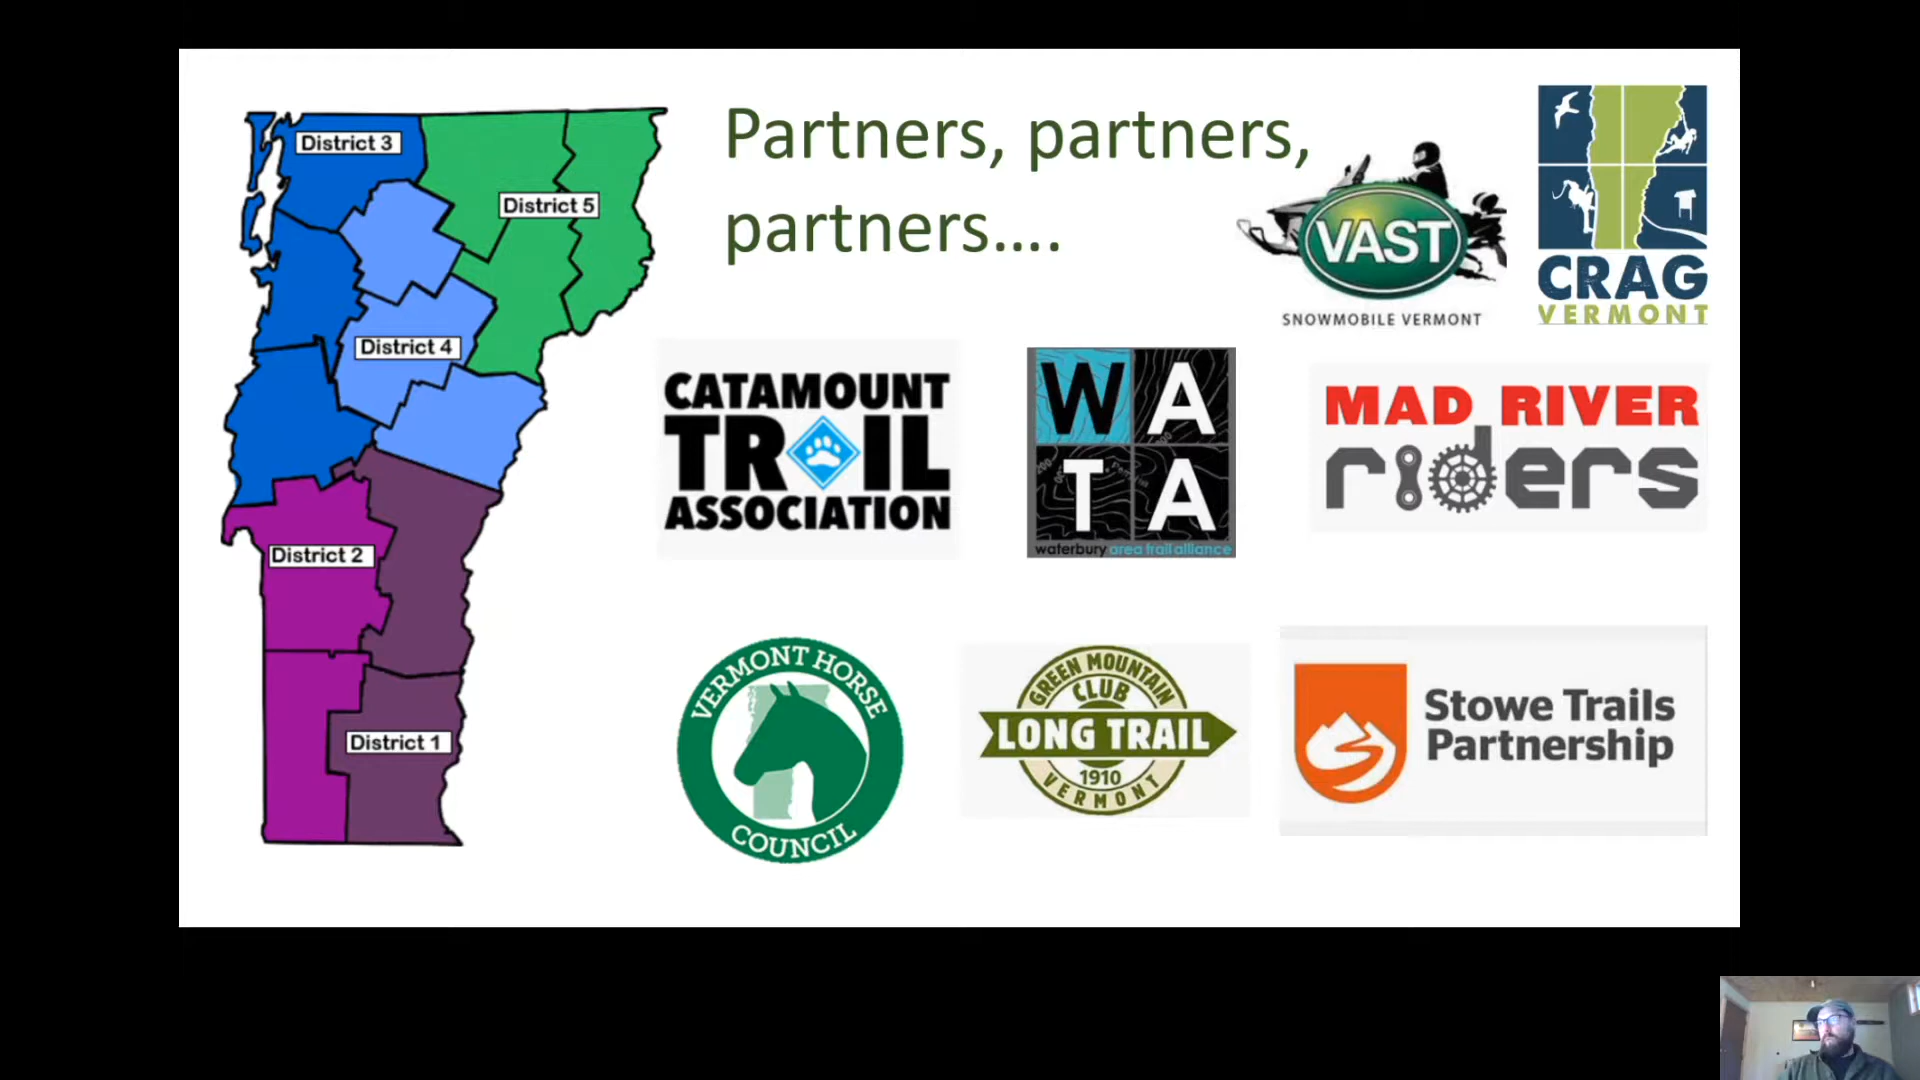 Partners, partners,
partners....
District 3
District 5
District 4
District 2
District 1
VAST
SNOWMOBILE VERMONT
CRAG
VERMONT
CATAMOUNT
TRAIL
ASSOCIATION
WA
TA
waterbury area trail alliance
MAD RIVER
riders
VERMONT HORSE
COUNCIL
GREEN MOUNTAIN
CLUB
LONG TRAIL
1910
VERMONT
Stowe Trails
Partnership